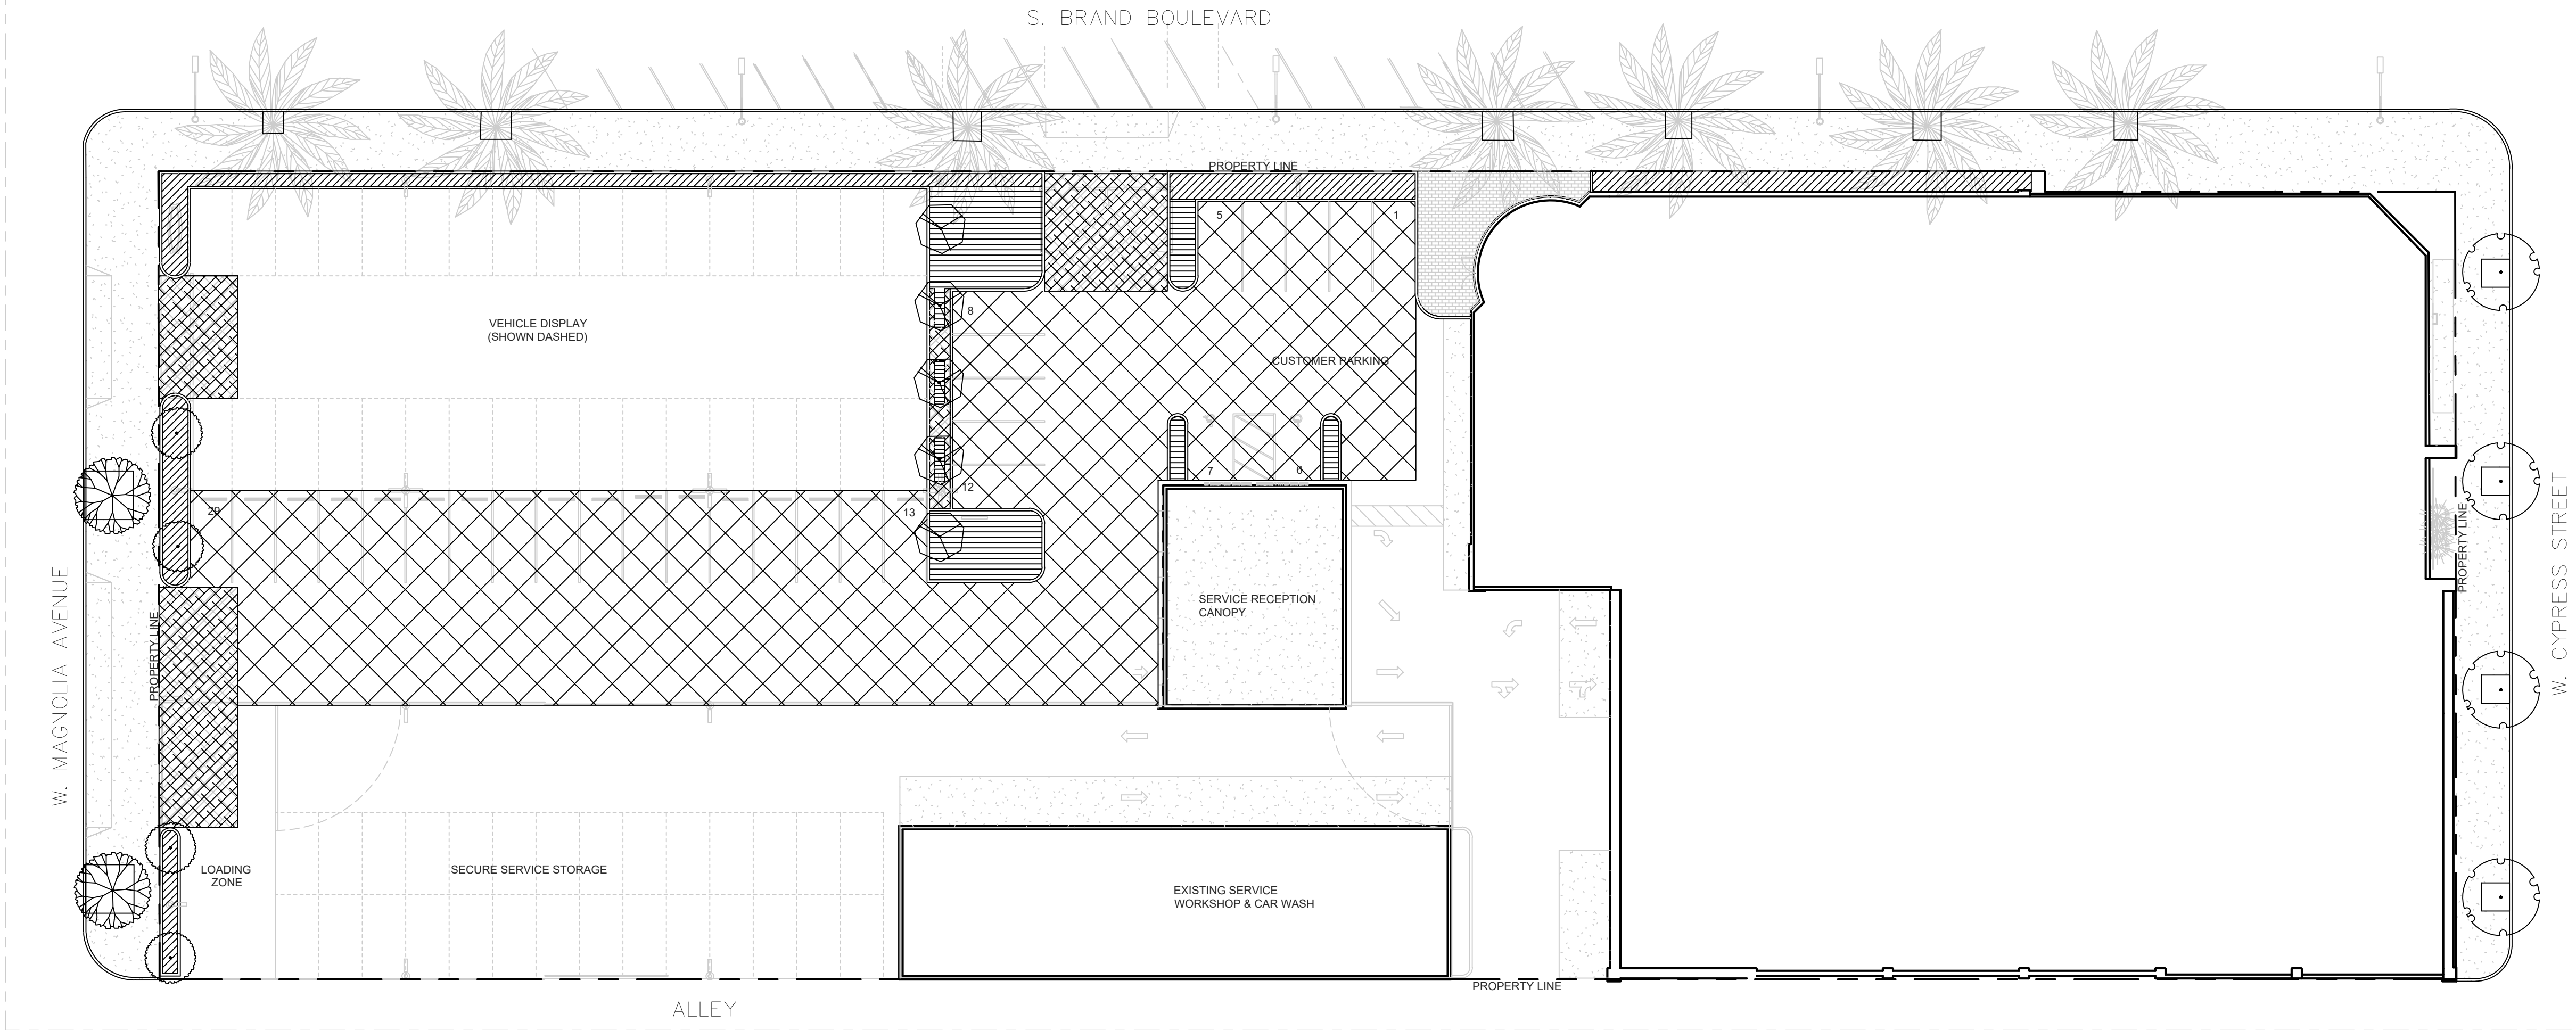 S. BRAND BOULEVARD
PROPERTY LINE
5
1
8
VEHICLE DISPLAY
(SHOWN DASHED)
CUSTOMER PARKING
7
6
12
29
13
PROPERTY LINE
W. CYPRESS STREET
W. MAGNOLIA AVENUE
PROPERTY LINE
SERVICE RECEPTION
CANOPY
LOADING
ZONE
SECURE SERVICE STORAGE
EXISTING SERVICE
WORKSHOP & CAR WASH
PROPERTY LINE
ALLEY